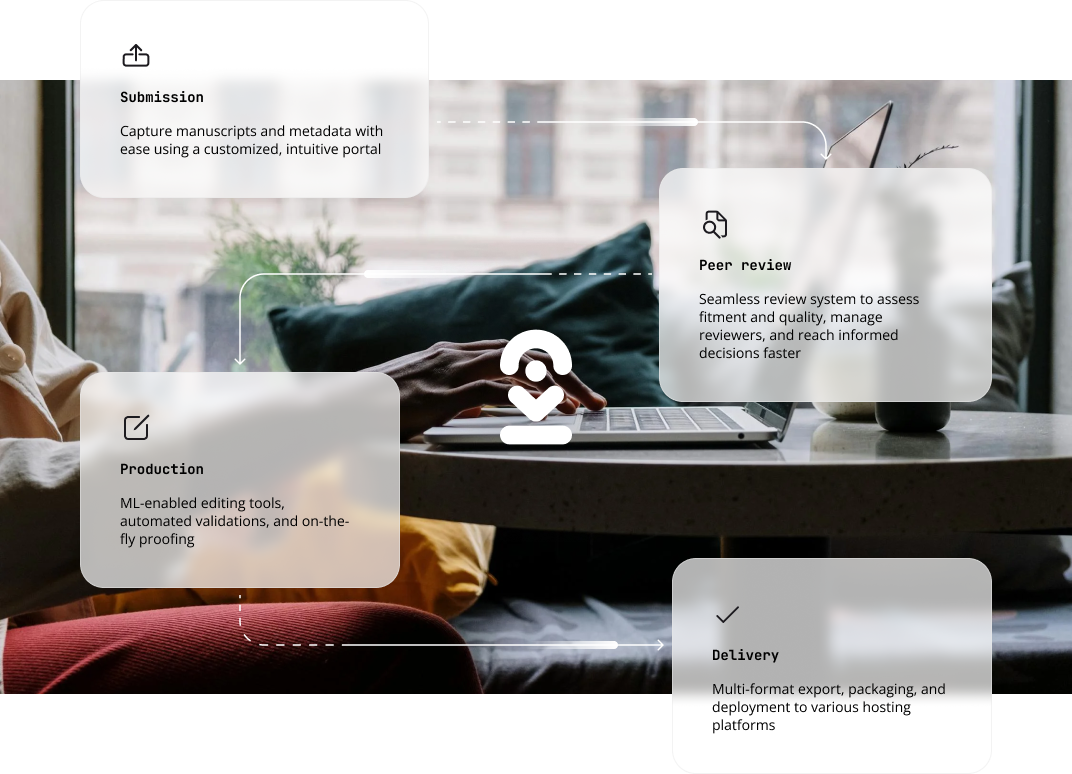 Submission
Capture manuscripts and metadata with
ease using a customized, intuitive portal
Peer review
Seamless review system to assess
fitment and quality, manage
reviewers, and reach informed
decisions faster
Production
ML-enabled editing tools,
automated validations, and on-the-
fly proofing
Delivery
Multi-format export, packaging, and
deployment to various hosting
platforms